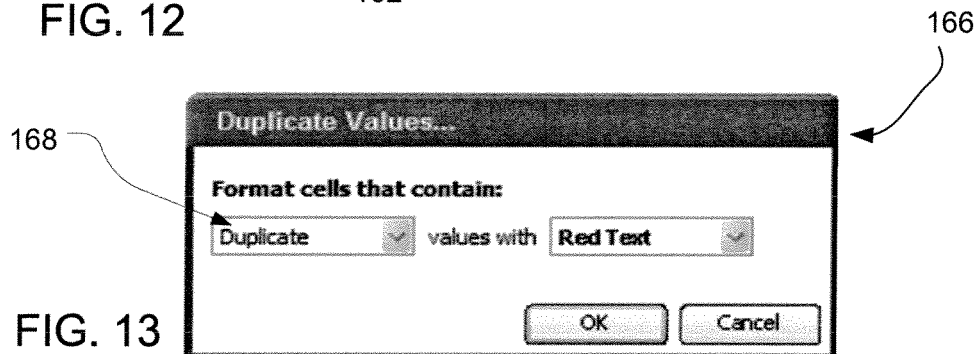 FIG. 12
166
Duplicate Values...
168
Format cells that contain:
Duplicate values with Red Text
OK Cancel
FIG. 13